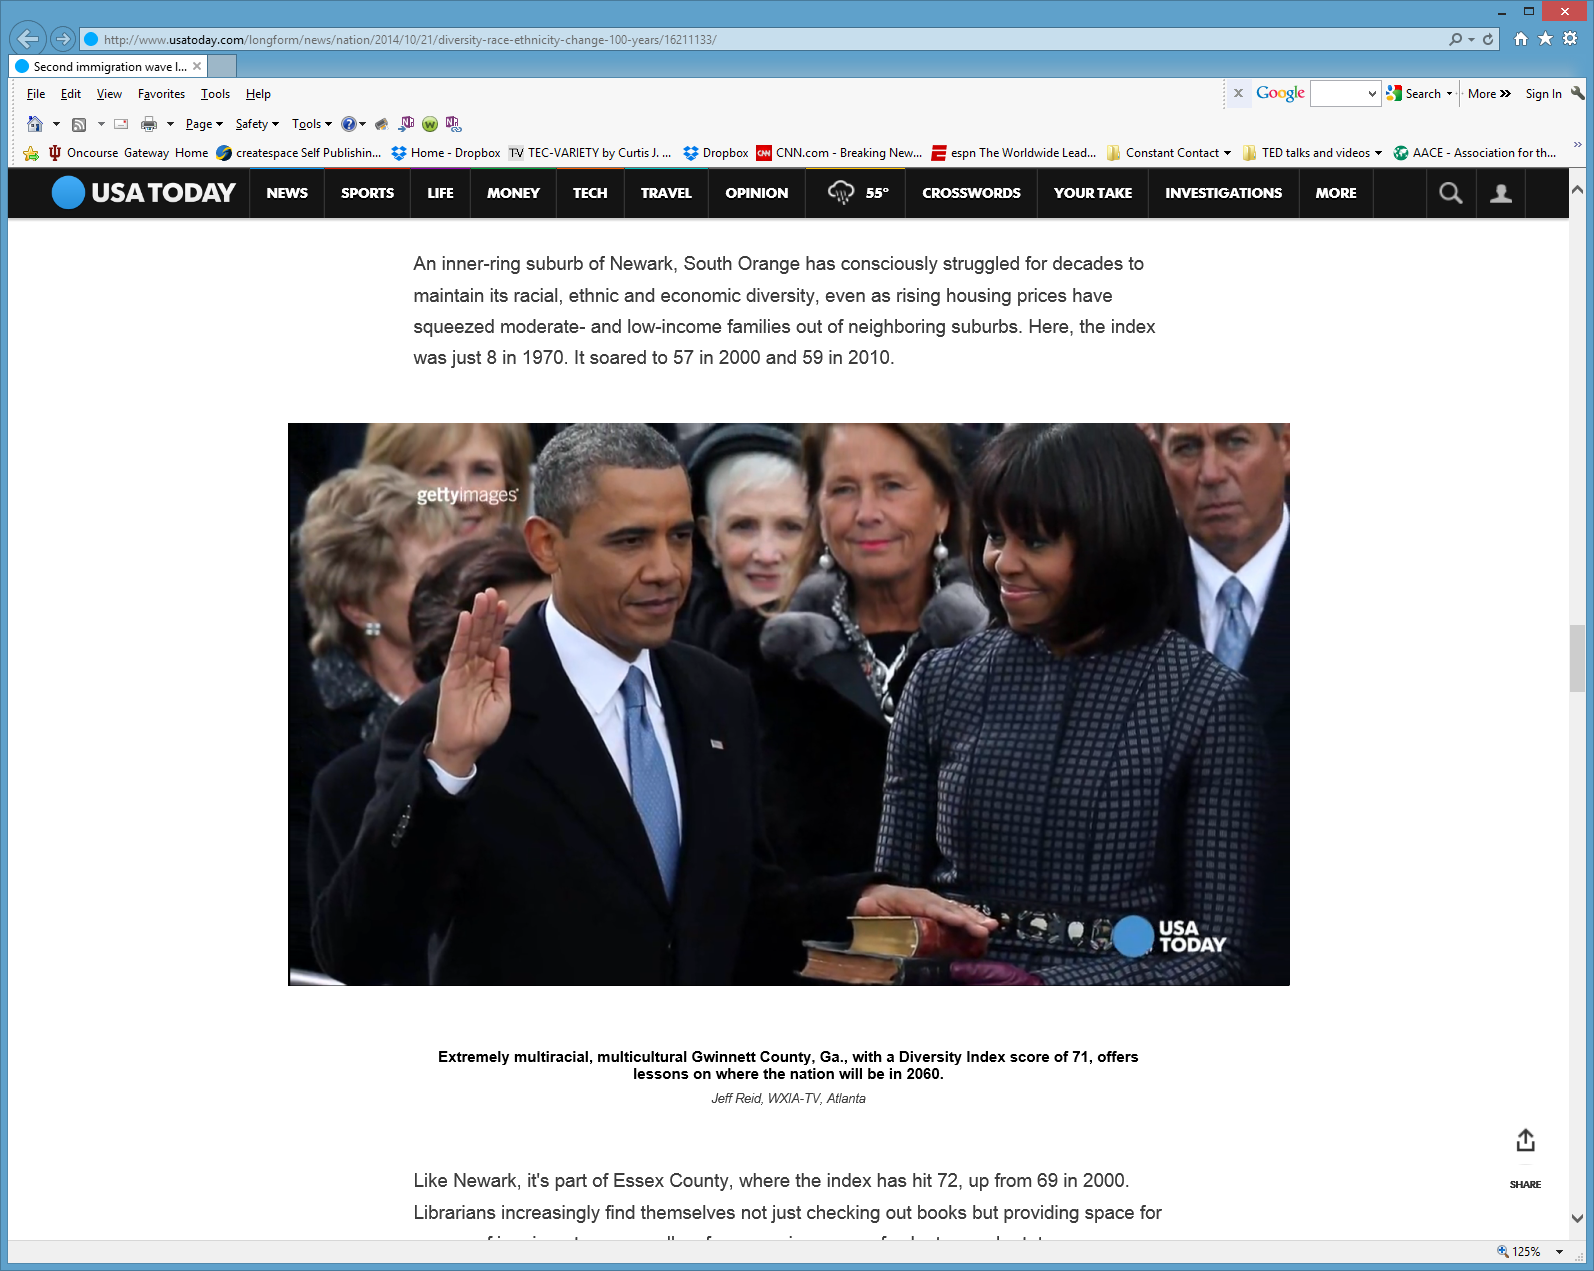 http://www.usatoday.com/longform/news/nation/2014/10/21/diversity-race-ethnicity-change-100-years/16211133/
Second immigration wave l...
File Edit View Favorites Tools Help
Google Search More Sign In
Page Safety Tools
Oncourse Gateway Home createspace Self Publishin... Home - Dropbox TEC-VARIETY by Curtis J. ... Dropbox CNN.com - Breaking New... espn The Worldwide Lead... Constant Contact TED talks and videos AACE - Association for th...
USA TODAY NEWS SPORTS LIFE MONEY TECH TRAVEL OPINION 55° CROSSWORDS YOUR TAKE INVESTIGATIONS MORE
An inner-ring suburb of Newark, South Orange has consciously struggled for decades to
maintain its racial, ethnic and economic diversity, even as rising housing prices have
squeezed moderate- and low-income families out of neighboring suburbs. Here, the index
was just 8 in 1970. It soared to 57 in 2000 and 59 in 2010.
gettyimages
USA
TODAY
Extremely multiracial, multicultural Gwinnett County, Ga., with a Diversity Index score of 71, offers
lessons on where the nation will be in 2060.
Jeff Reid, WXIA-TV, Atlanta
Like Newark, it's part of Essex County, where the index has hit 72, up from 69 in 2000.
Librarians increasingly find themselves not just checking out books but providing space for
SHARE
125%